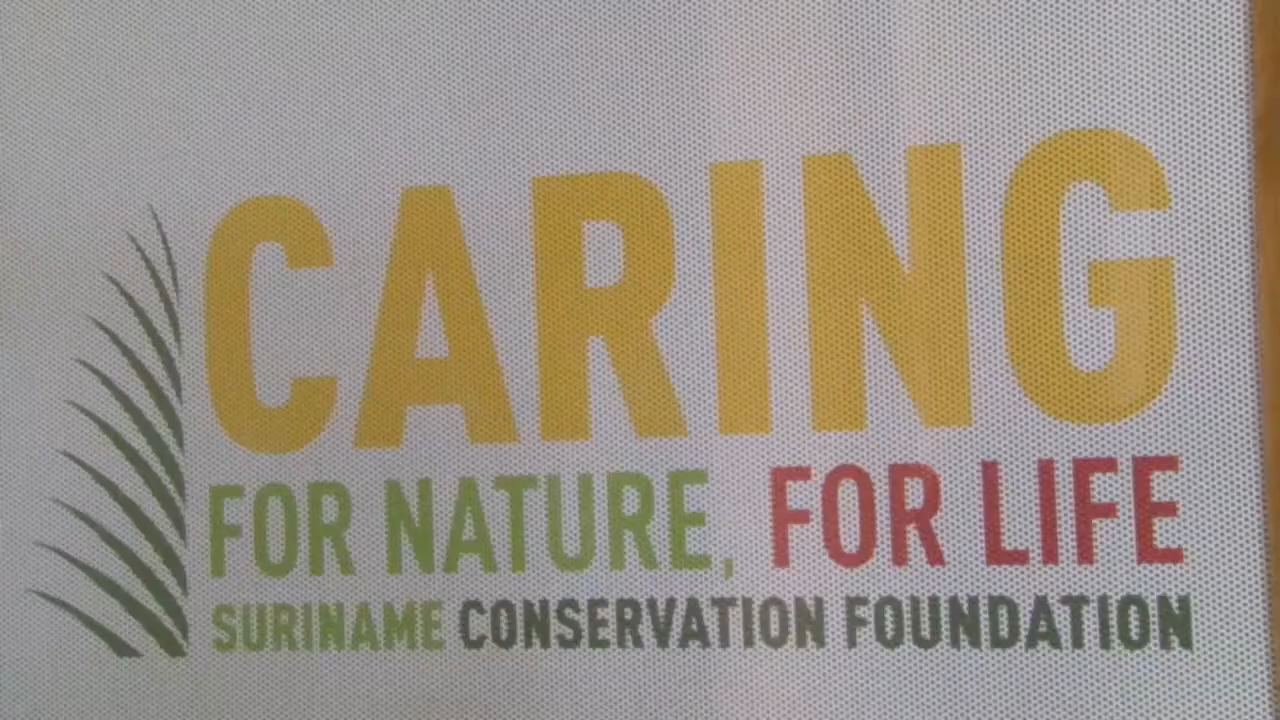 CARING
FOR NATURE, FOR LIFE
SURINAME CONSERVATION FOUNDATION